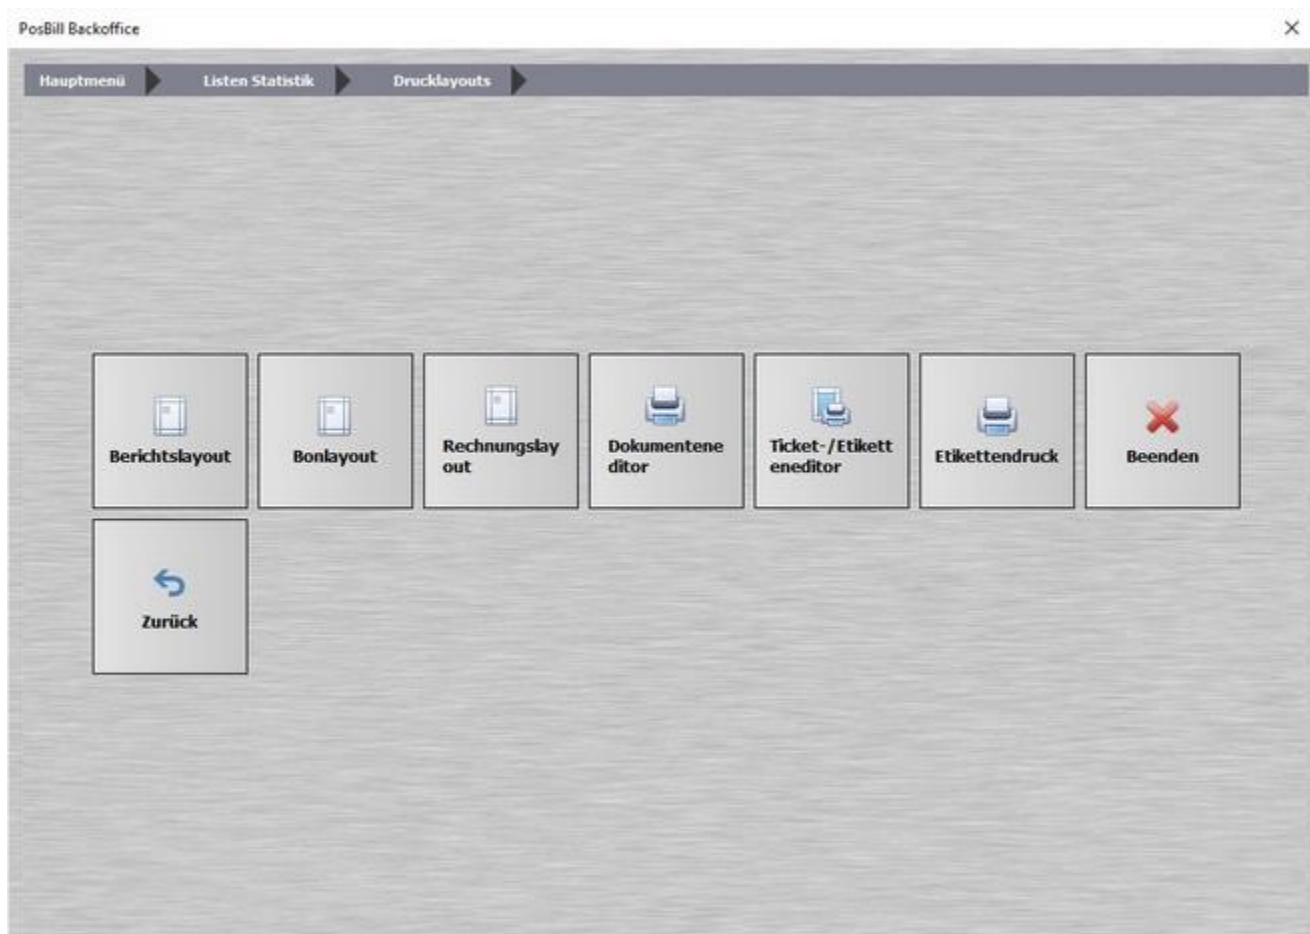 PosBill Backoffice
Hauptmenü Listen Statistik Drucklayouts
Berichtslayout
Bonlayout
Rechnungslay
out
Dokumentene
ditor
Ticket-/Etikett
eneditor
Etikettendruck
Beenden
Zurück